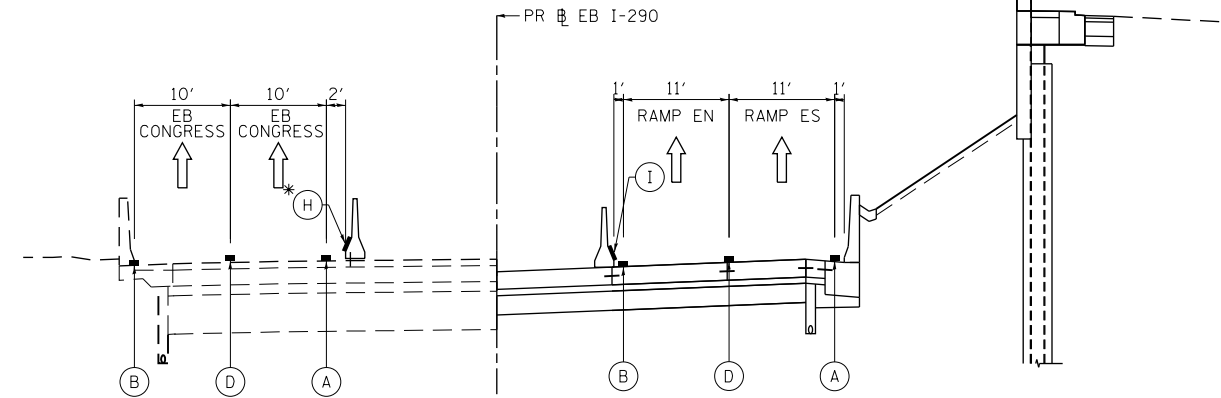 PR ℄ EB I-290
10' 10' 2' 1' 11' 11' 1'
EB EB RAMP EN RAMP ES
CONGRESS CONGRESS
*
H I
B D A B D A